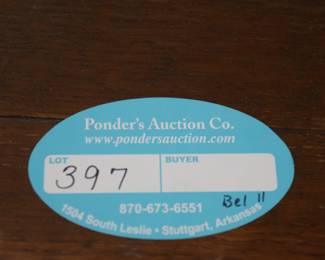 Ponder's Auction Co.
www.pondersauction.com
LOT BUYER
397
870-673-6551 Bel 11
1504 South Leslie • Stuttgart, Arkansas